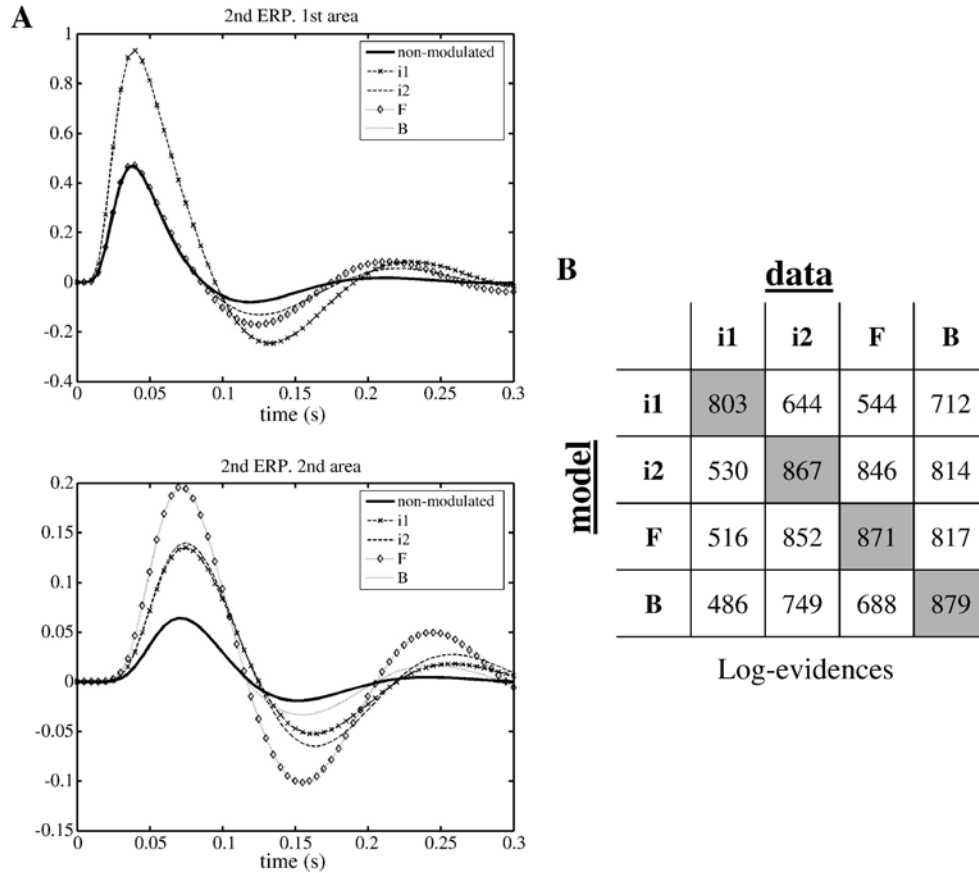 A
2nd ERP. 1st area
non-modulated
i1
i2
F
B
1
0.8
0.6
0.4
0.2
0
-0.2
-0.4
0 0.05 0.1 0.15 0.2 0.25 0.3
time (s)
2nd ERP. 2nd area
non-modulated
i1
i2
F
B
0.2
0.15
0.1
0.05
0
-0.05
-0.1
-0.15
0 0.05 0.1 0.15 0.2 0.25 0.3
time (s)
B
data
i1 i2 F B
model
i1 803 644 544 712
i2 530 867 846 814
F 516 852 871 817
B 486 749 688 879
Log-evidences